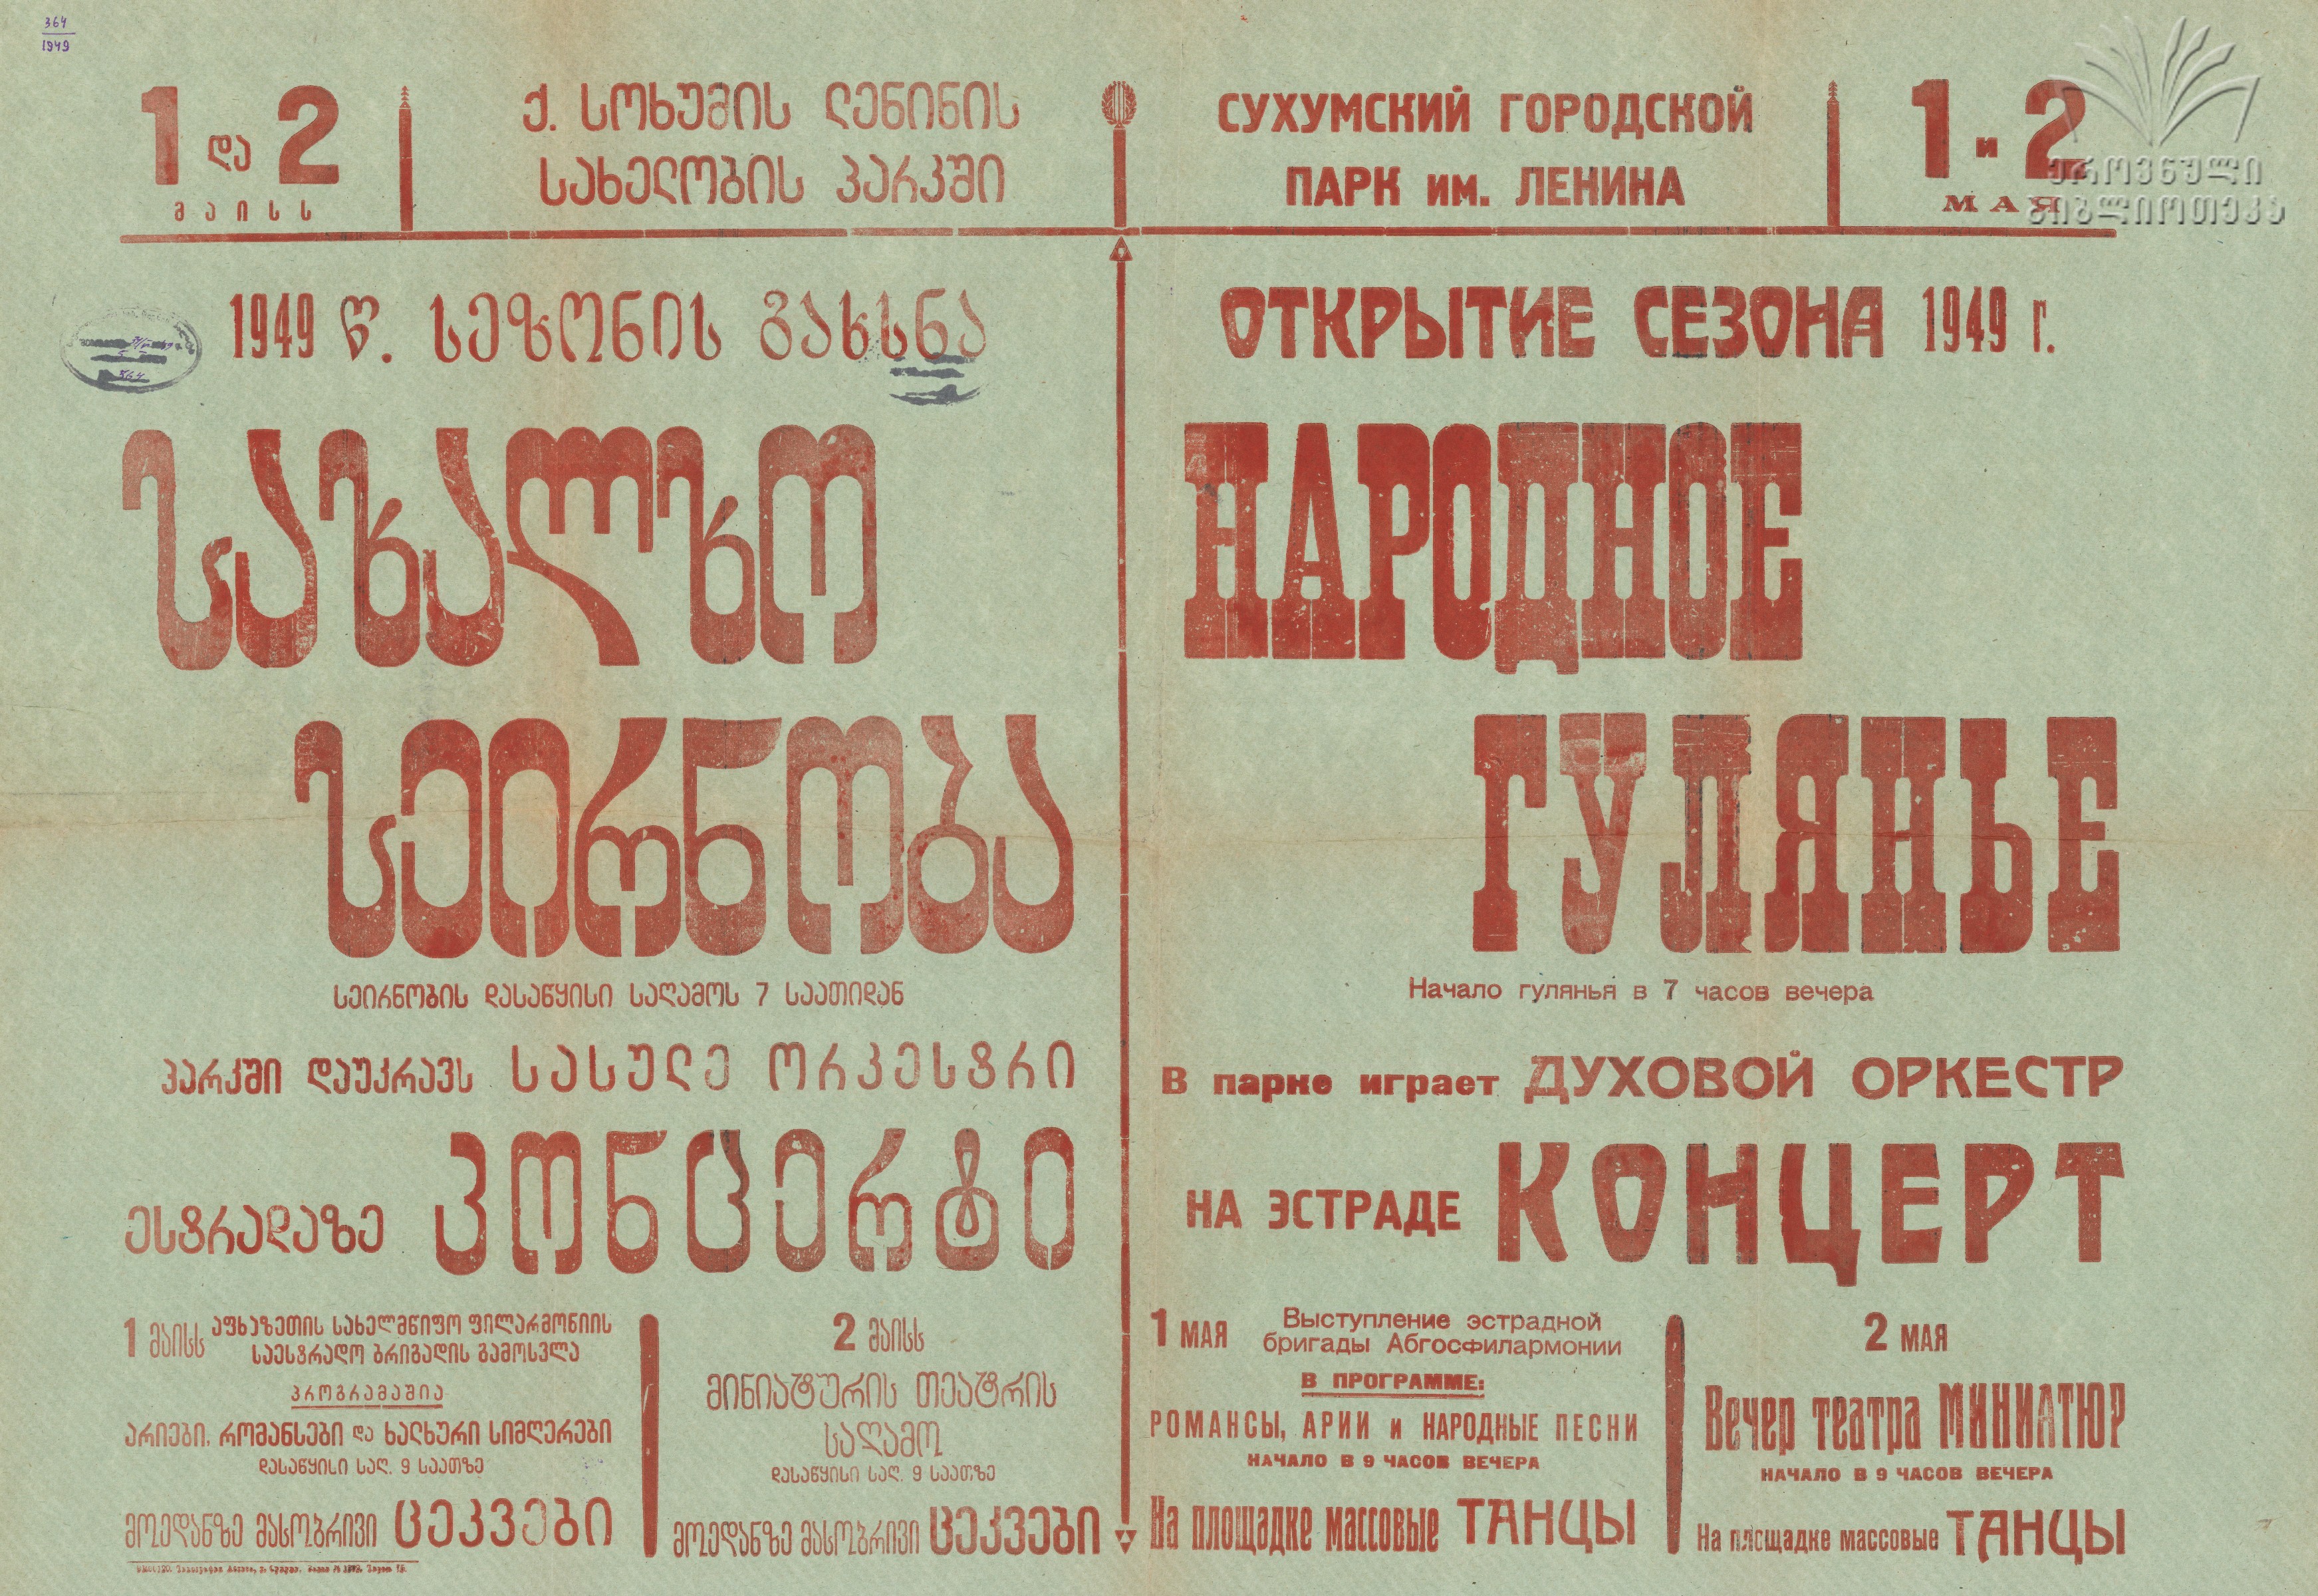 364
1949
1 და 2
მაისს
ქ. სოხუმის ლენინის
სახელობის პარკში
1949 წ. სეზონის გახსნა
სახალხო
სეირნობა
სეირნობის დასაწყისი საღამოს 7 საათიდან
პარკში დაუკრავს სასულე ორკესტრი
ესტრადაზე კონცერტი
1 მაისს აფხაზეთის სახელმწიფო ფილარმონიის
საესტრადო ბრიგადის გამოსვლა
პროგრამაშია
არიები, რომანსები და ხალხური სიმღერები
დასაწყისი საღ. 9 საათზე
მოედანზე მასობრივი ცეკვები
2 მაისს
მინიატურის თეატრის
საღამო
დასაწყისი საღ. 9 საათზე
მოედანზე მასობრივი ცეკვები
СУХУМСКИЙ ГОРОДСКОЙ
ПАРК им. ЛЕНИНА
1 и 2
МАЯ
ეროვნული
ბიბლიოთეკა
ОТКРЫТИЕ СЕЗОНА 1949 г.
НАРОДНОЕ
ГУЛЯНЬЕ
Начало гулянья в 7 часов вечера
В парке играет ДУХОВОЙ ОРКЕСТР
НА ЭСТРАДЕ КОНЦЕРТ
1 МАЯ Выступление эстрадной
бригады Абгосфилармонии
В ПРОГРАММЕ:
РОМАНСЫ, АРИИ и НАРОДНЫЕ ПЕСНИ
НАЧАЛО В 9 ЧАСОВ ВЕЧЕРА
На площадке массовые ТАНЦЫ
2 МАЯ
Вечер театра МИНИАТЮР
НАЧАЛО В 9 ЧАСОВ ВЕЧЕРА
На площадке массовые ТАНЦЫ